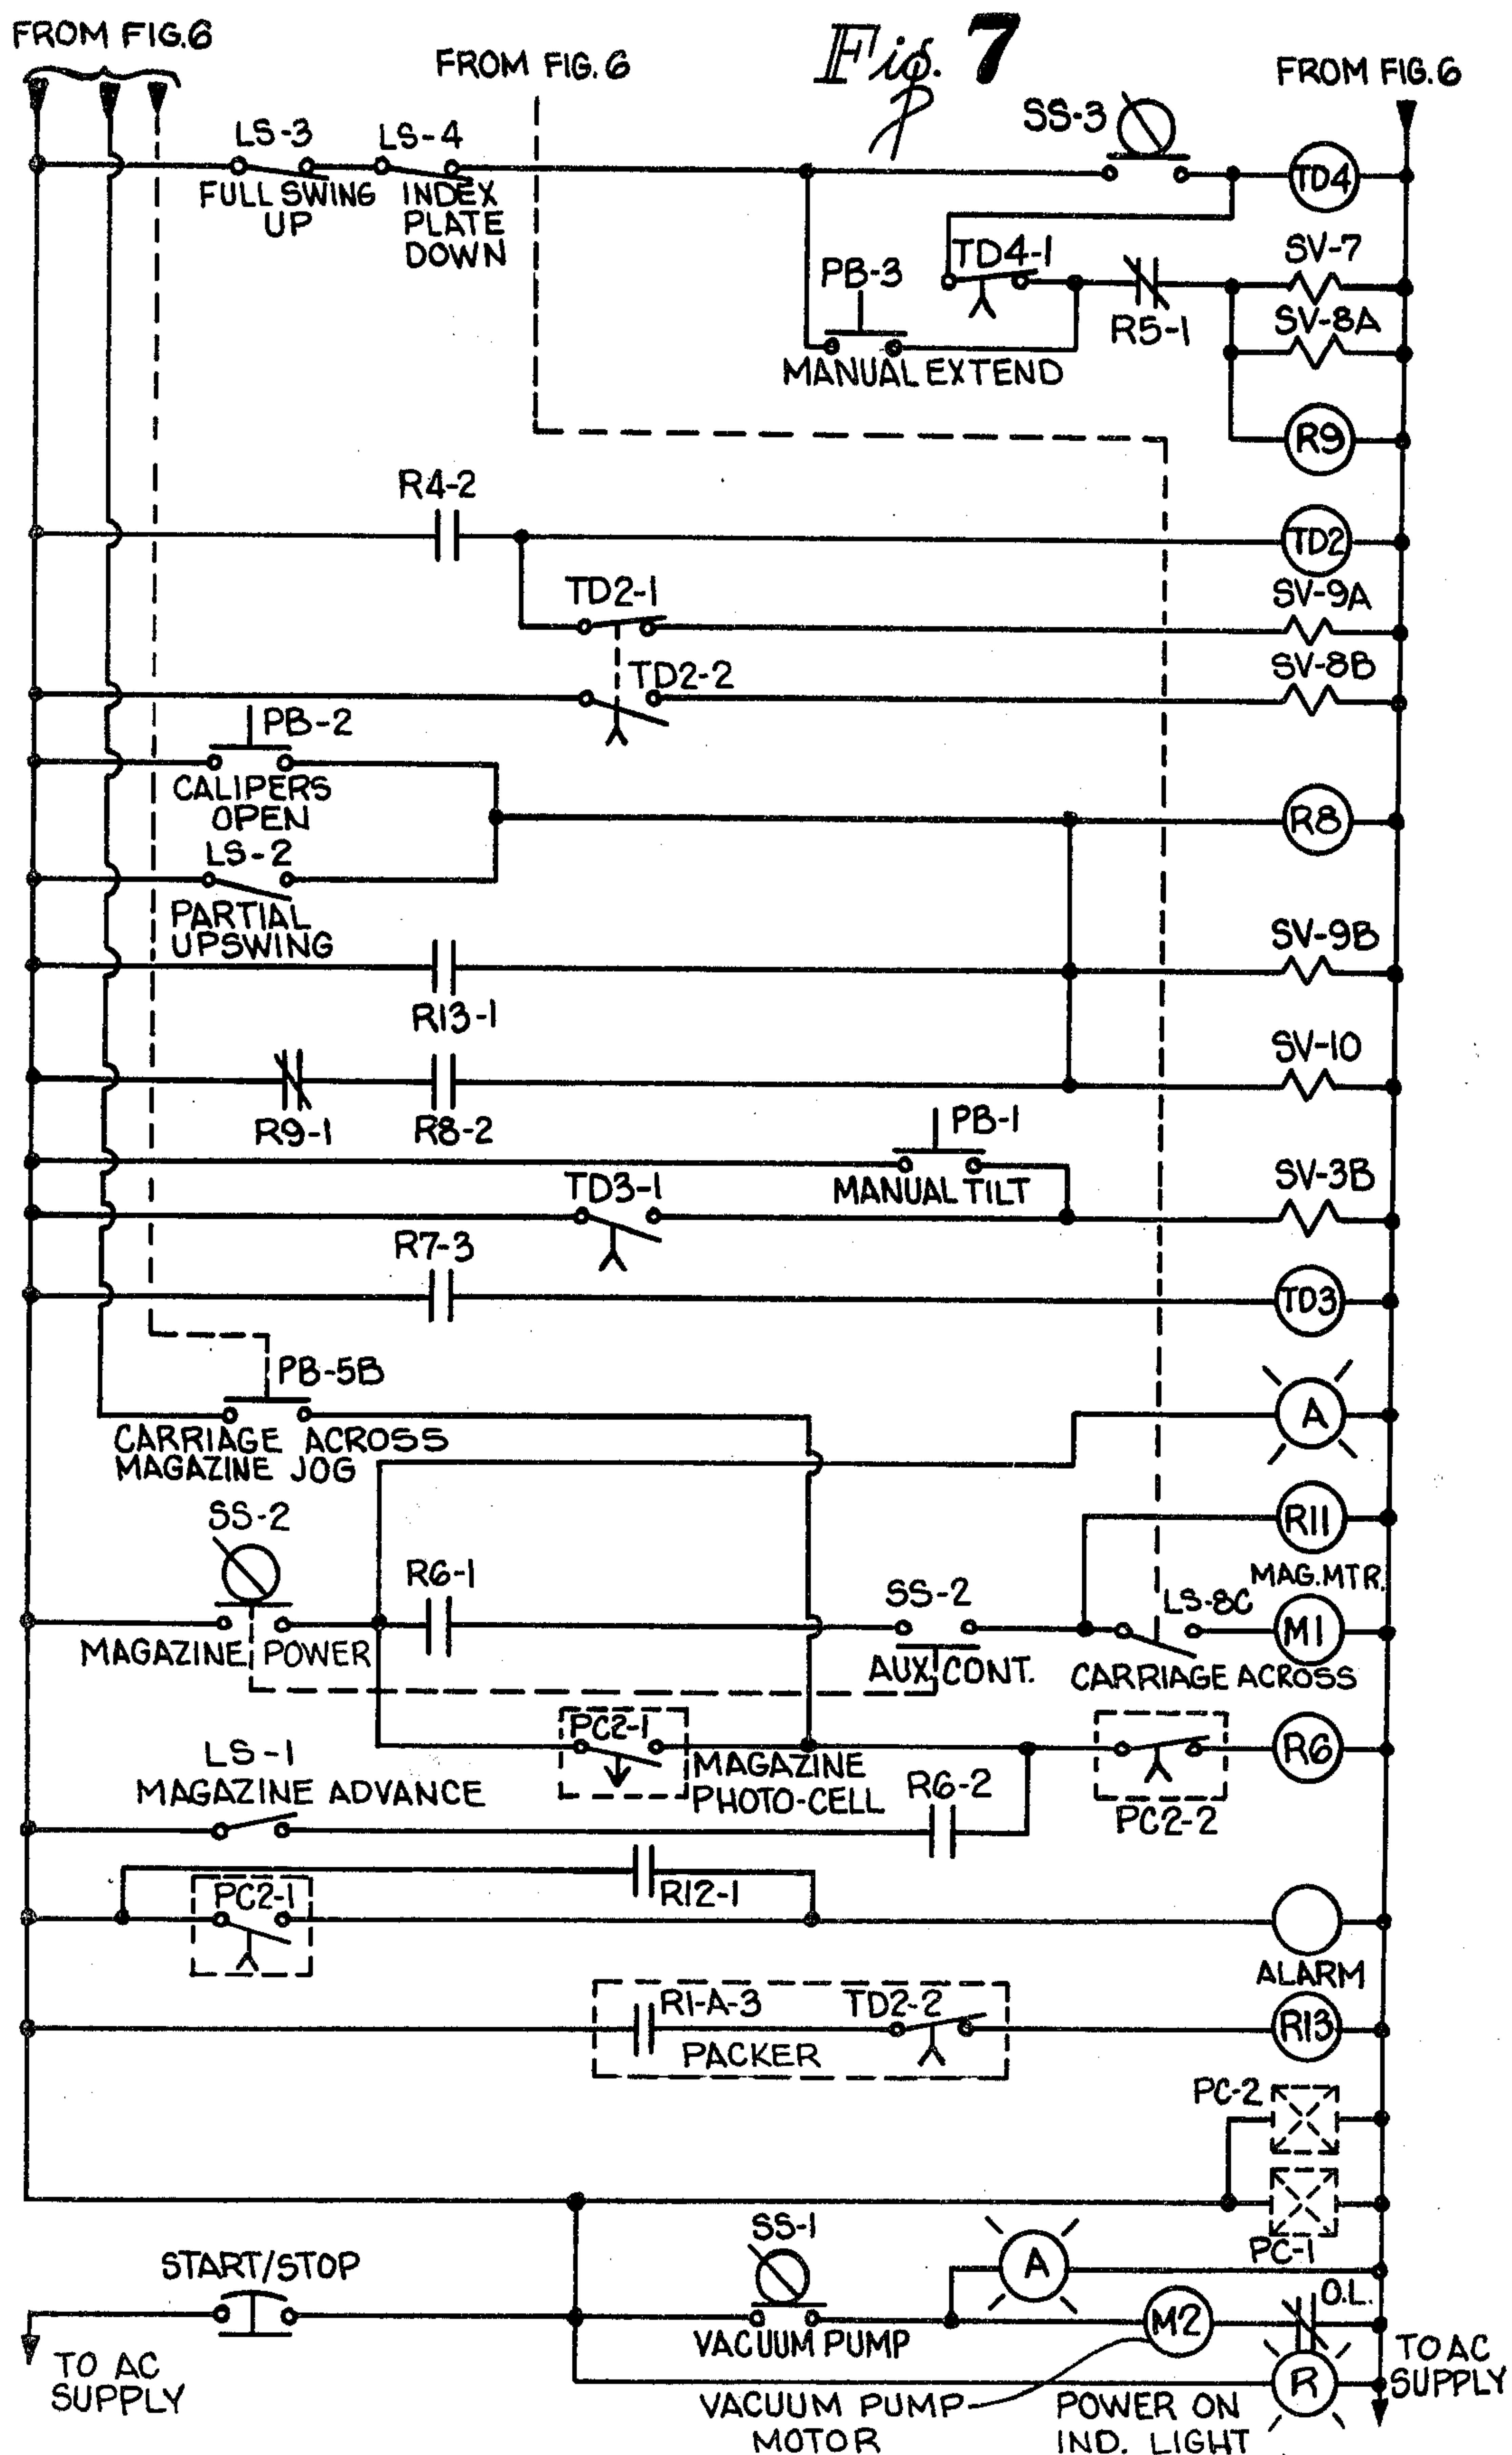 FROM FIG.6
FROM FIG. 6
Fig. 7
FROM FIG.6
LS-3
LS-4
SS-3
FULL SWING
UP
INDEX
PLATE
DOWN
TD4
TD4-1
PB-3
SV-7
R5-1
SV-8A
MANUAL EXTEND
R9
R4-2
TD2
TD2-1
SV-9A
TD2-2
SV-8B
PB-2
CALIPERS
OPEN
R8
LS-2
PARTIAL
UPSWING
SV-9B
R13-1
SV-10
R9-1
R8-2
PB-1
MANUAL TILT
TD3-1
SV-3B
R7-3
TD3
PB-5B
CARRIAGE ACROSS
MAGAZINE JOG
A
SS-2
R11
R6-1
MAG.MTR.
SS-2
LS-8C
M1
MAGAZINE POWER
AUX.CONT.
CARRIAGE ACROSS
PC2-1
R6
LS-1
MAGAZINE ADVANCE
MAGAZINE
PHOTO-CELL
R6-2
PC2-2
R12-1
PC2-1
ALARM
R1-A-3
TD2-2
R13
PACKER
PC-2
SS-1
PC-1
START/STOP
A
O.L.
M2
VACUUM PUMP
TO AC
SUPPLY
TO AC
SUPPLY
R
VACUUM PUMP
MOTOR
POWER ON
IND. LIGHT